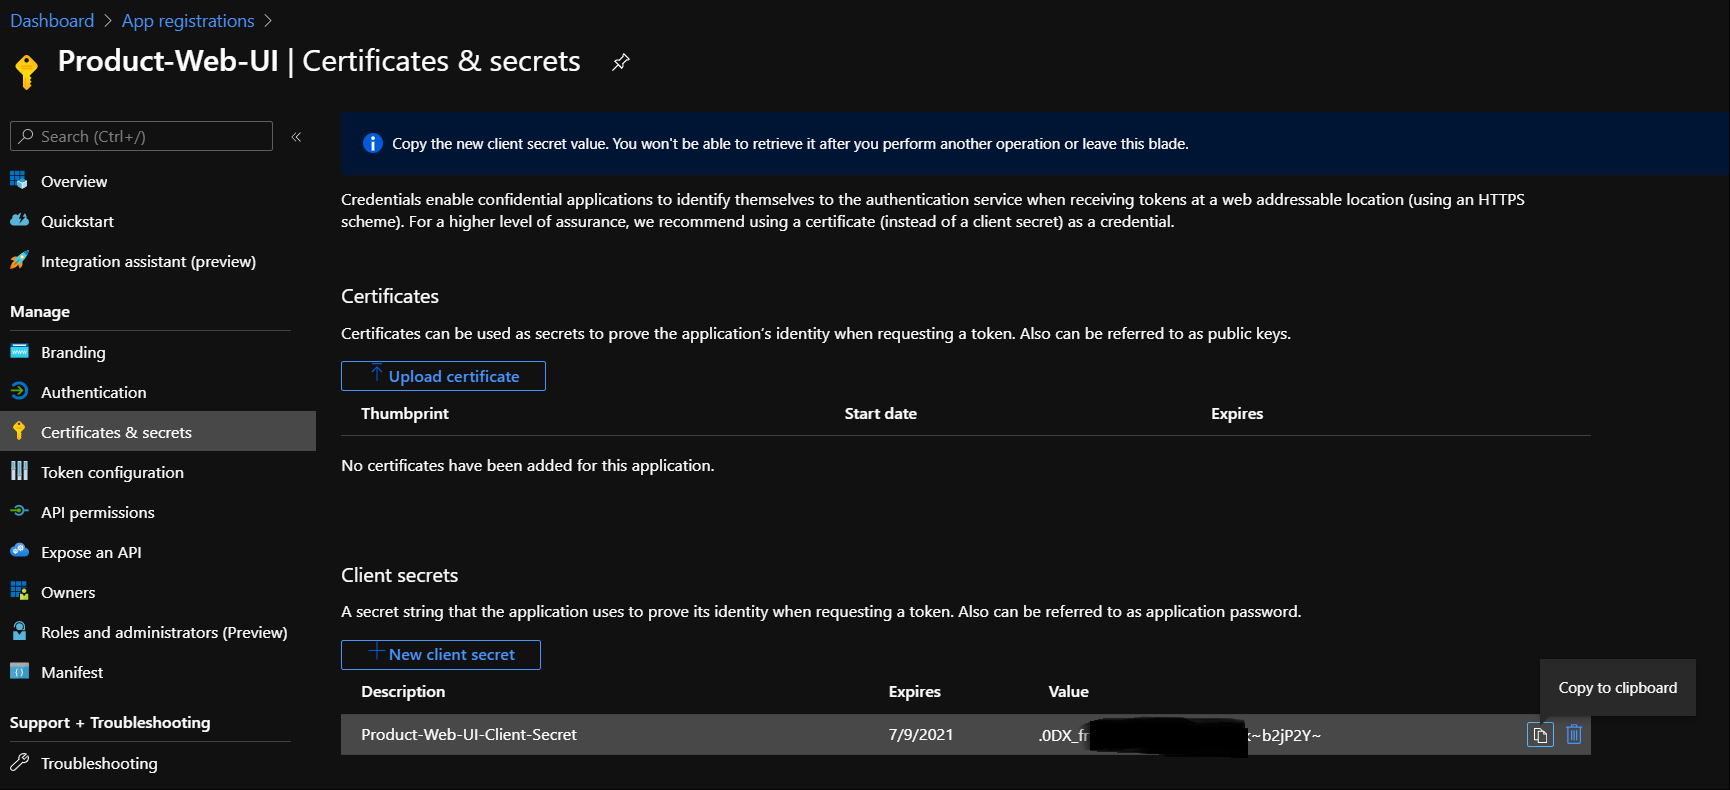 Dashboard > App registrations >
Product-Web-UI | Certificates & secrets
Search (Ctrl+/)
«
Overview
Quickstart
Integration assistant (preview)
Manage
Branding
Authentication
Certificates & secrets
Token configuration
API permissions
Expose an API
Owners
Roles and administrators (Preview)
Manifest
Support + Troubleshooting
Troubleshooting
Copy the new client secret value. You won't be able to retrieve it after you perform another operation or leave this blade.
Credentials enable confidential applications to identify themselves to the authentication service when receiving tokens at a web addressable location (using an HTTPS
scheme). For a higher level of assurance, we recommend using a certificate (instead of a client secret) as a credential.
Certificates
Certificates can be used as secrets to prove the application’s identity when requesting a token. Also can be referred to as public keys.
Upload certificate
Thumbprint Start date Expires
No certificates have been added for this application.
Client secrets
A secret string that the application uses to prove its identity when requesting a token. Also can be referred to as application password.
New client secret
Description Expires Value
Copy to clipboard
Product-Web-UI-Client-Secret 7/9/2021 .0DX_f ~b2jP2Y~